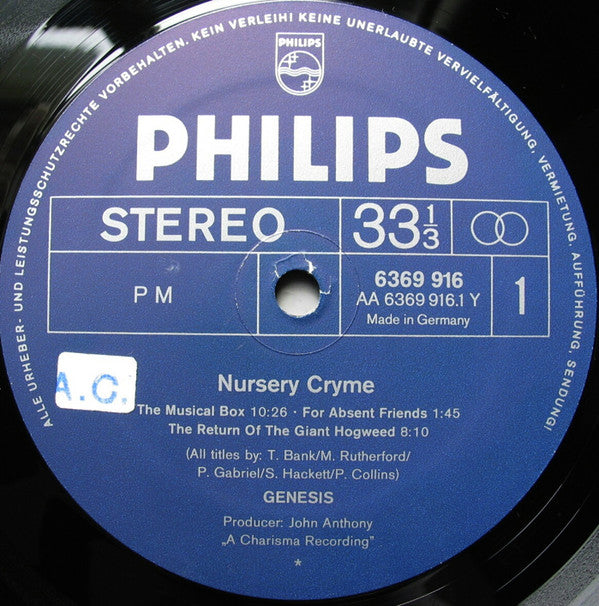 ALLE URHEBER- UND LEISTUNGSSCHUTZRECHTE VORBEHALTEN. KEIN VERLEIH! KEINE UNERLAUBTE VERVIELFÄLTIGUNG, VERMIETUNG, AUFFÜHRUNG, SENDUNG!
PHILIPS
PHILIPS
STEREO 33 1/3
PM
6369 916
AA 6369 916.1 Y
Made in Germany
1
A.C.
Nursery Cryme
The Musical Box 10:26 · For Absent Friends 1:45
The Return Of The Giant Hogweed 8:10
(All titles by: T. Bank/M. Rutherford/
P. Gabriel/S. Hackett/P. Collins)
GENESIS
Producer: John Anthony
„A Charisma Recording"
*